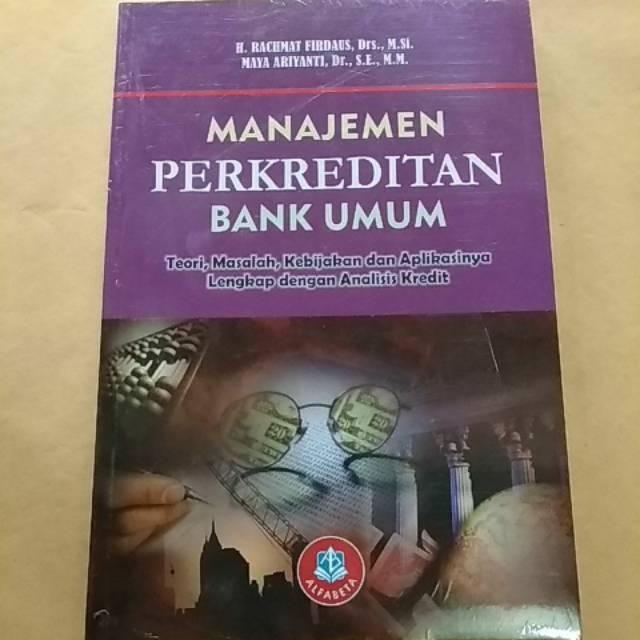 H. RACHMAT FIRDAUS, Drs., M.Si.
MAYA ARIYANTI, Dr., S.E., M.M.
MANAJEMEN
PERKREDITAN
BANK UMUM
Teori, Masalah, Kebijakan dan Aplikasinya
Lengkap dengan Analisis Kredit
ALFABETA